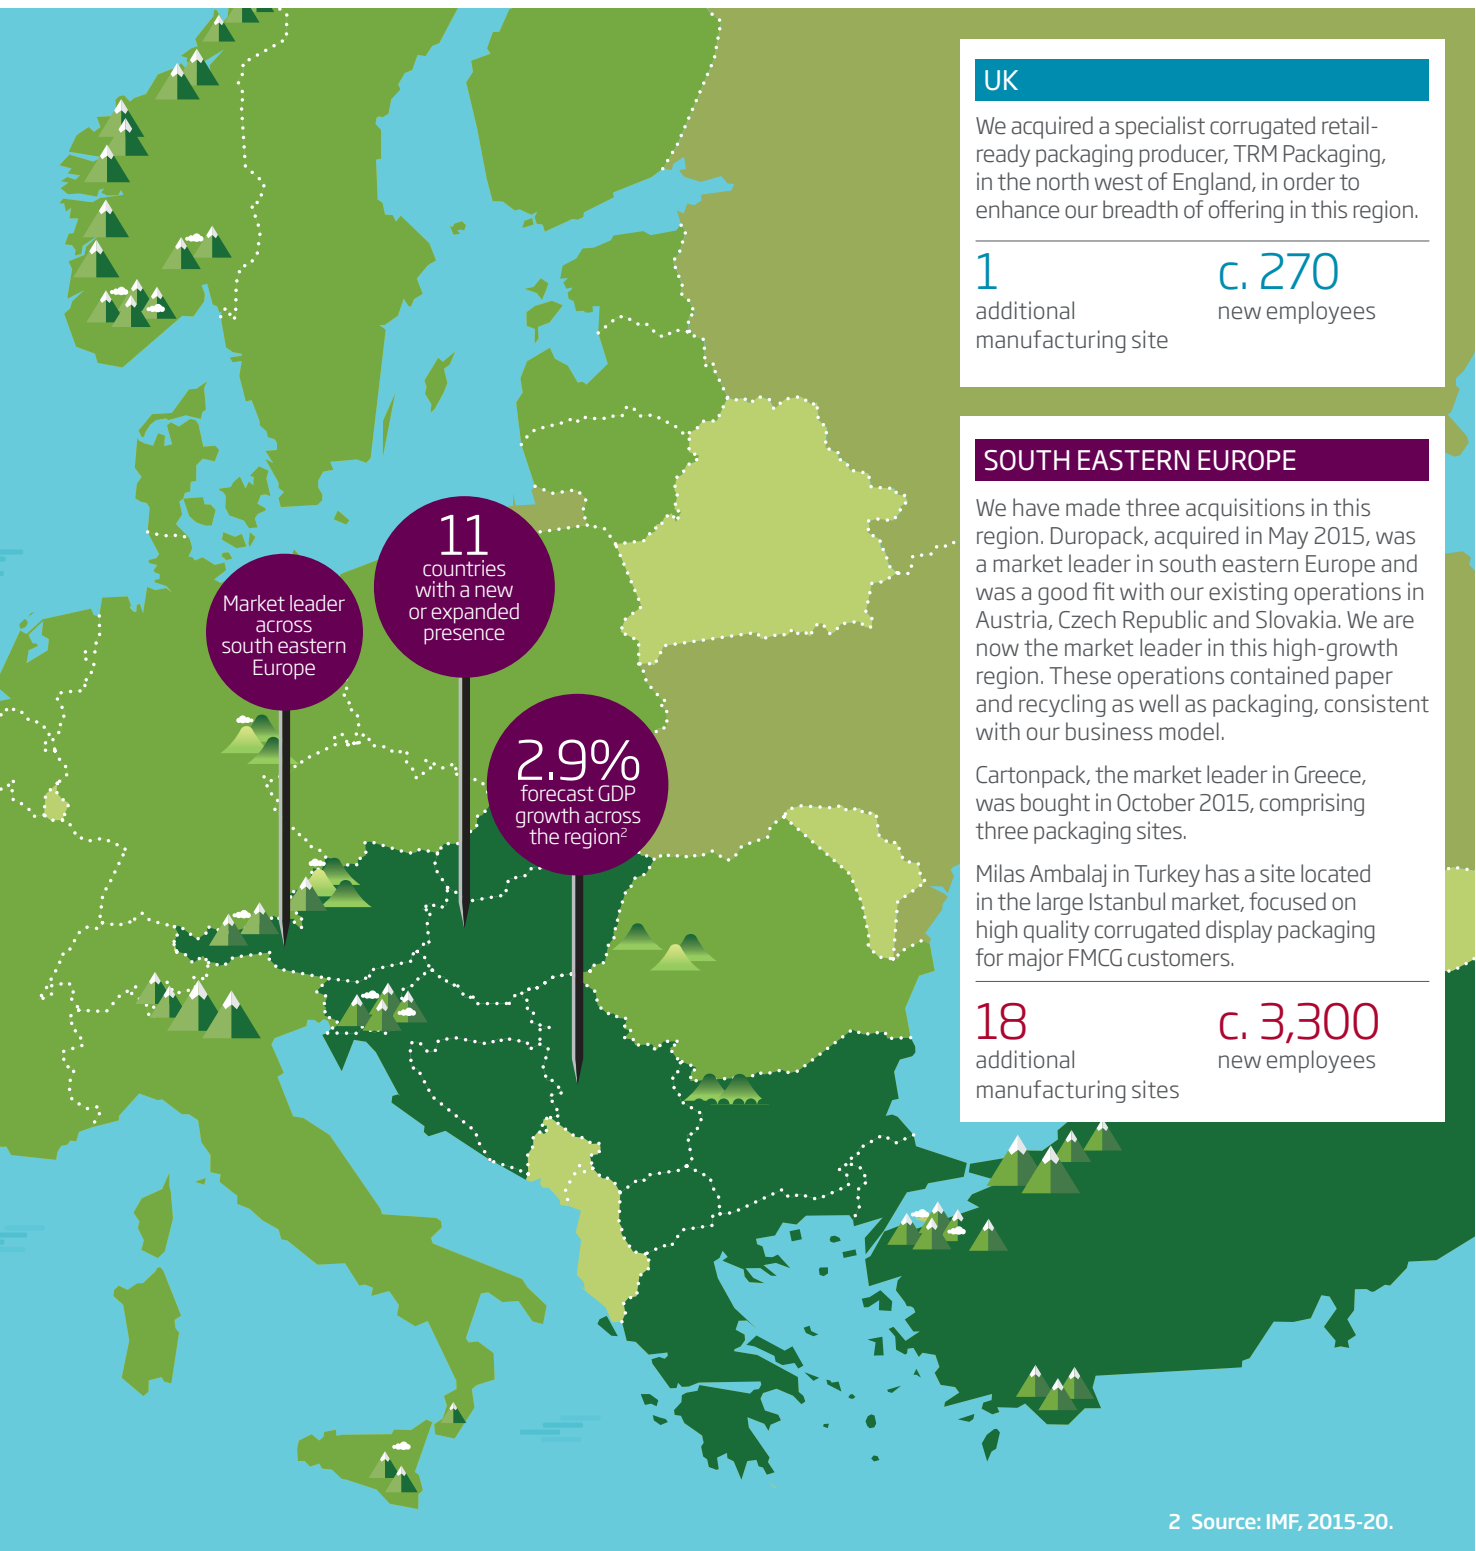 UK
We acquired a specialist corrugated retail-
ready packaging producer, TRM Packaging,
in the north west of England, in order to
enhance our breadth of offering in this region.
1
additional
manufacturing site
c. 270
new employees
SOUTH EASTERN EUROPE
We have made three acquisitions in this
region. Duropack, acquired in May 2015, was
a market leader in south eastern Europe and
was a good fit with our existing operations in
Austria, Czech Republic and Slovakia. We are
now the market leader in this high-growth
region. These operations contained paper
and recycling as well as packaging, consistent
with our business model.
Cartonpack, the market leader in Greece,
was bought in October 2015, comprising
three packaging sites.
Milas Ambalaj in Turkey has a site located
in the large Istanbul market, focused on
high quality corrugated display packaging
for major FMCG customers.
18
additional
manufacturing sites
c. 3,300
new employees
Market leader
across
south eastern
Europe
11
countries
with a new
or expanded
presence
2.9%
forecast GDP
growth across
the region2
2 Source: IMF, 2015-20.